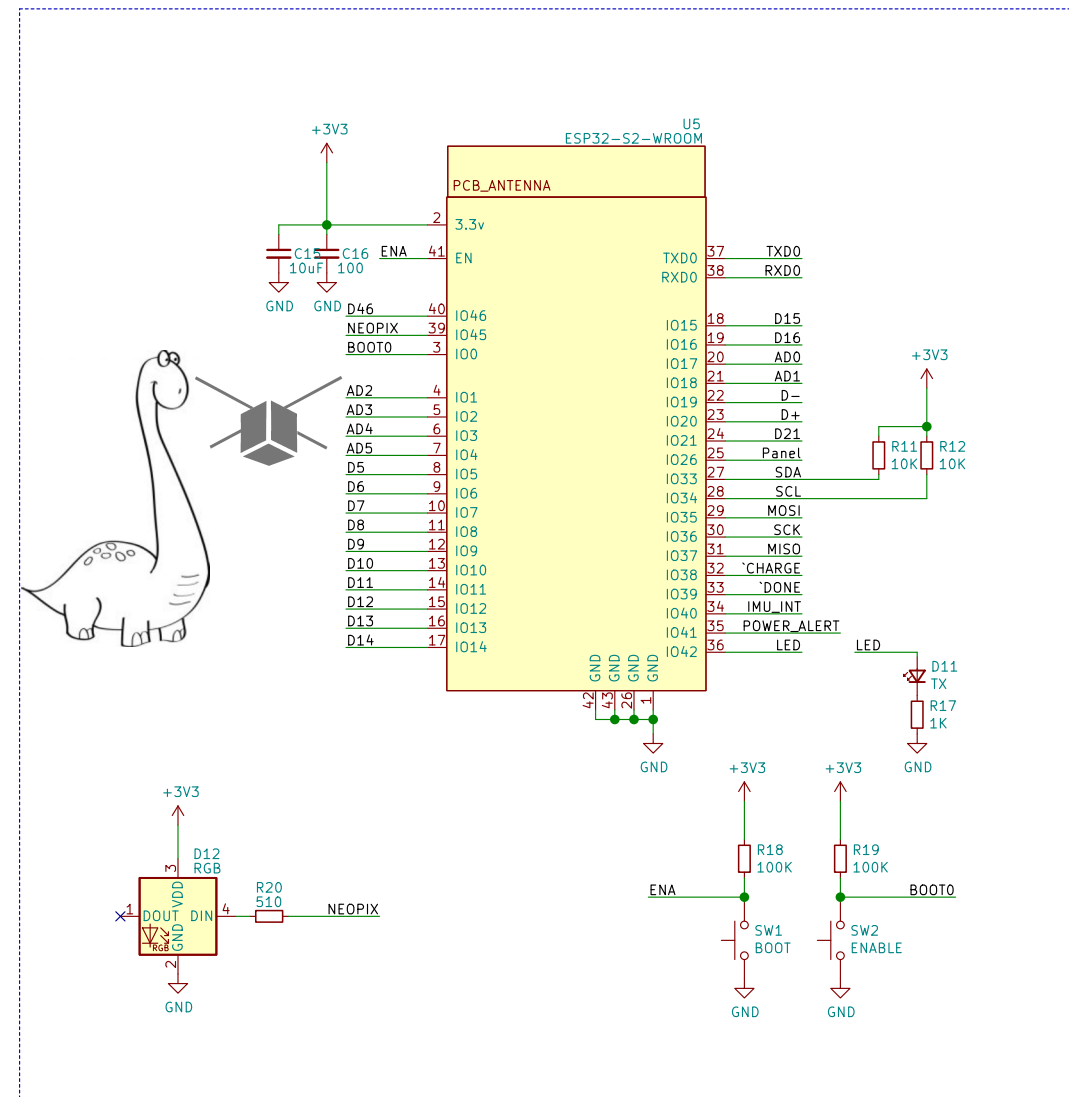 U5
ESP32-S2-WROOM
+3V3
PCB_ANTENNA
2 3.3v
C15 10uF
C16 100
GND GND
ENA 41 EN
D46 40 IO46
NEOPIX 39 IO45
BOOT0 3 IO0
AD2 4 IO1
AD3 5 IO2
AD4 6 IO3
AD5 7 IO4
D5 8 IO5
D6 9 IO6
D7 10 IO7
D8 11 IO8
D9 12 IO9
D10 13 IO10
D11 14 IO11
D12 15 IO12
D13 16 IO13
D14 17 IO14
TXD0 37 TXD0
RXD0 38 RXD0
IO15 18 D15
IO16 19 D16
IO17 20 AD0
IO18 21 AD1
IO19 22 D-
IO20 23 D+
IO21 24 D21
IO26 25 Panel
IO33 27 SDA
IO34 28 SCL
IO35 29 MOSI
IO36 30 SCK
IO37 31 MISO
IO38 32 `CHARGE
IO39 33 `DONE
IO40 34 IMU_INT
IO41 35 POWER_ALERT
IO42 36 LED
+3V3
R11 10K
R12 10K
GND GND GND GND
42 43 26 1
GND
LED
D11
TX
R17
1K
GND
+3V3
D12
RGB
3 VDD
1 DOUT DIN 4
RGB
GND 2
R20
510
NEOPIX
GND
+3V3
R18
100K
ENA
SW1
BOOT
GND
+3V3
R19
100K
BOOT0
SW2
ENABLE
GND